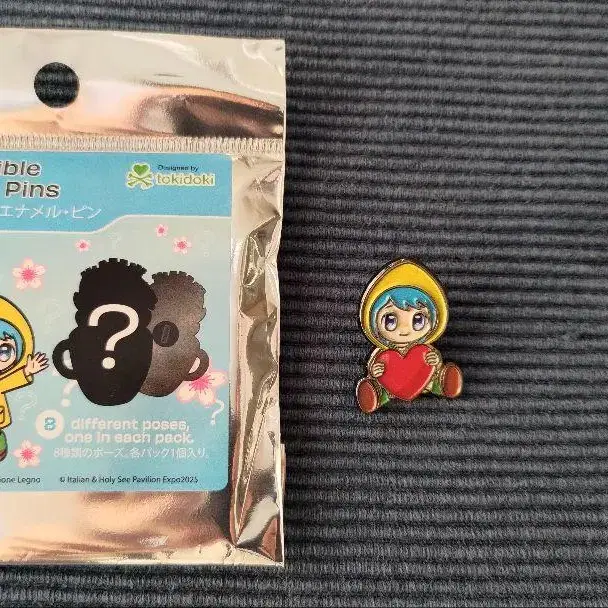 ible
Pins
エナメル・ピン
Designed by
tokidoki
?
8 different poses,
one in each pack.
8種類のポーズ。各パック1個入り。
one Legno
© Italian & Holy See Pavilion Expo2025